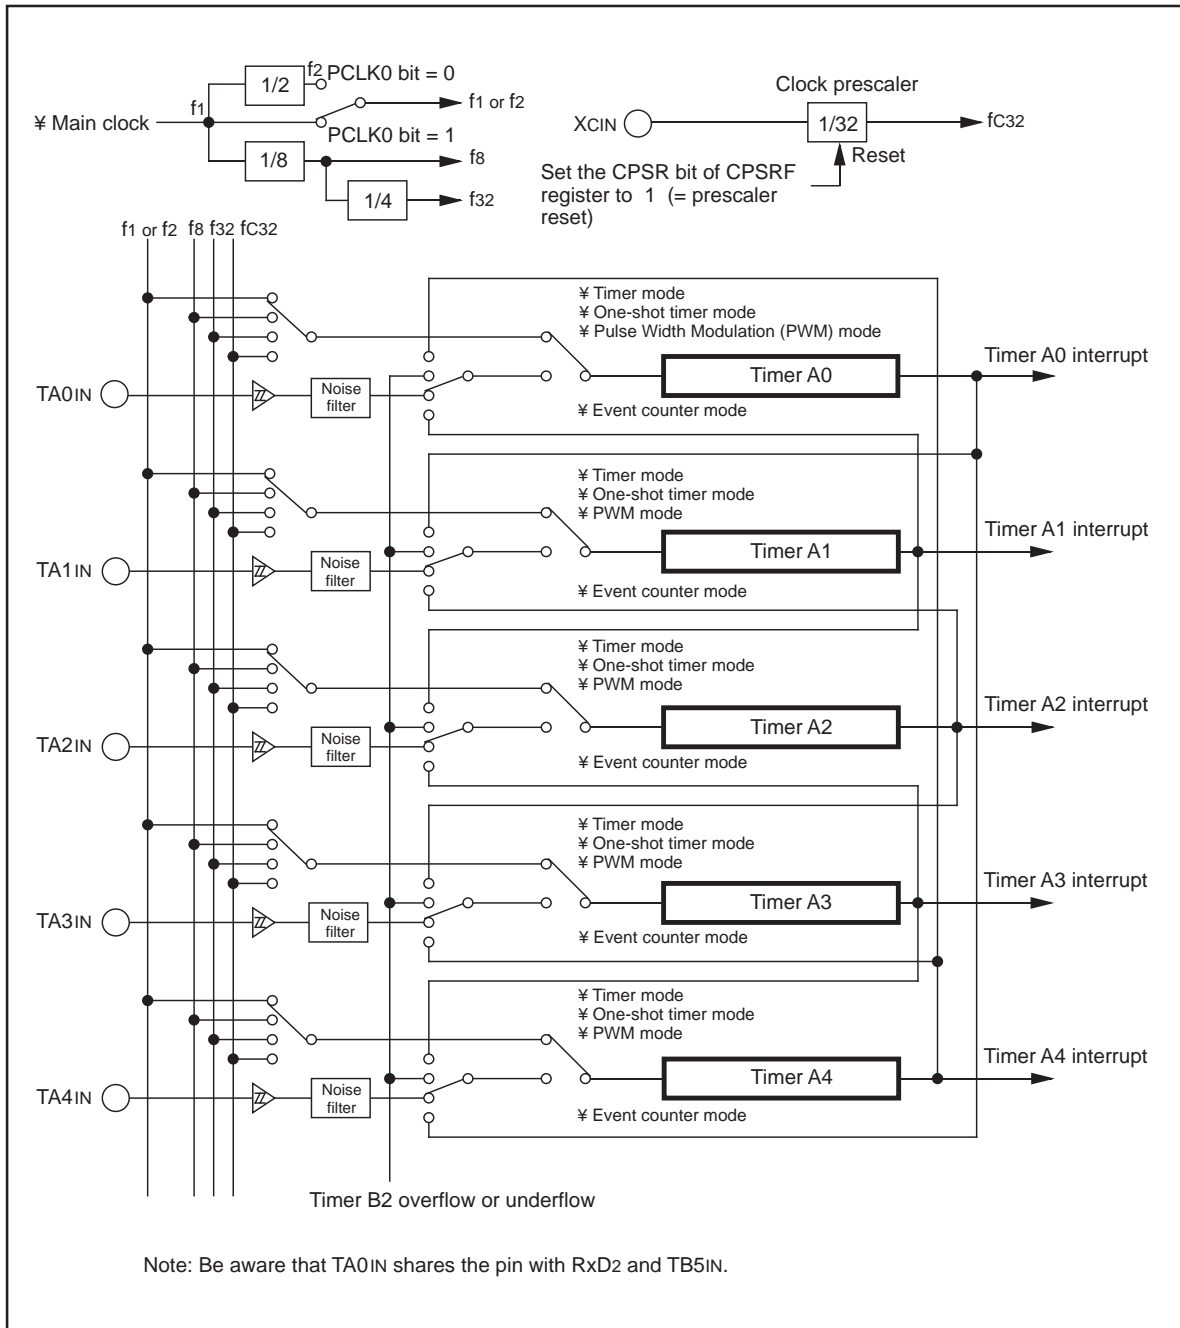 f2 PCLK0 bit = 0
1/2
f1
f1 or f2
¥ Main clock
PCLK0 bit = 1
1/8
f8
1/4
f32
Clock prescaler
XCIN
1/32
fC32
Reset
Set the CPSR bit of CPSRF
register to 1 (= prescaler
reset)
f1 or f2 f8 f32 fC32
¥ Timer mode
¥ One-shot timer mode
¥ Pulse Width Modulation (PWM) mode
Timer A0 interrupt
TA0IN
Noise
filter
Timer A0
¥ Event counter mode
¥ Timer mode
¥ One-shot timer mode
¥ PWM mode
Timer A1 interrupt
TA1IN
Noise
filter
Timer A1
¥ Event counter mode
¥ Timer mode
¥ One-shot timer mode
¥ PWM mode
Timer A2 interrupt
TA2IN
Noise
filter
Timer A2
¥ Event counter mode
¥ Timer mode
¥ One-shot timer mode
¥ PWM mode
Timer A3 interrupt
TA3IN
Noise
filter
Timer A3
¥ Event counter mode
¥ Timer mode
¥ One-shot timer mode
¥ PWM mode
Timer A4 interrupt
TA4IN
Noise
filter
Timer A4
¥ Event counter mode
Timer B2 overflow or underflow
Note: Be aware that TA0IN shares the pin with RxD2 and TB5IN.